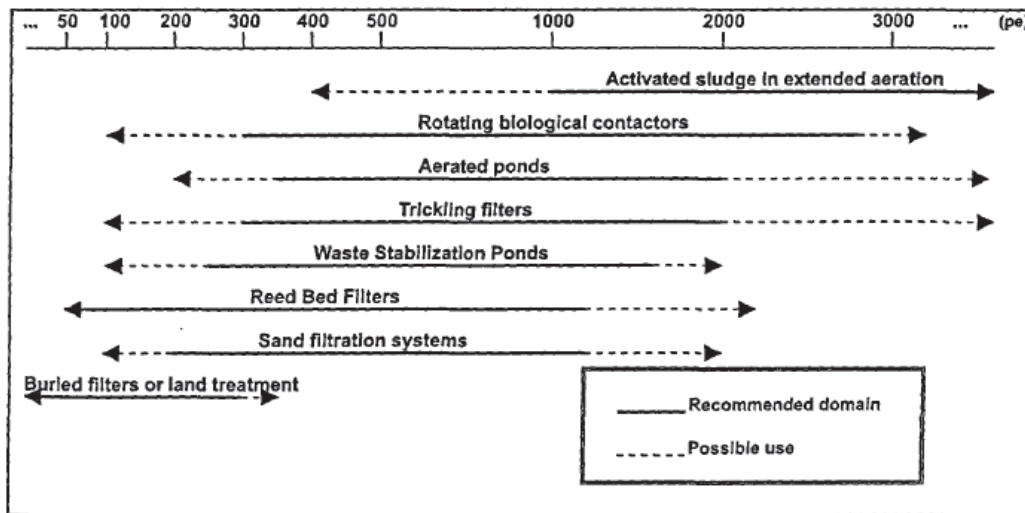 ... 50 100 200 300 400 500 1000 2000 3000 ... (pe)
Activated sludge in extended aeration
Rotating biological contactors
Aerated ponds
Trickling filters
Waste Stabilization Ponds
Reed Bed Filters
Sand filtration systems
Buried filters or land treatment
Recommended domain
Possible use